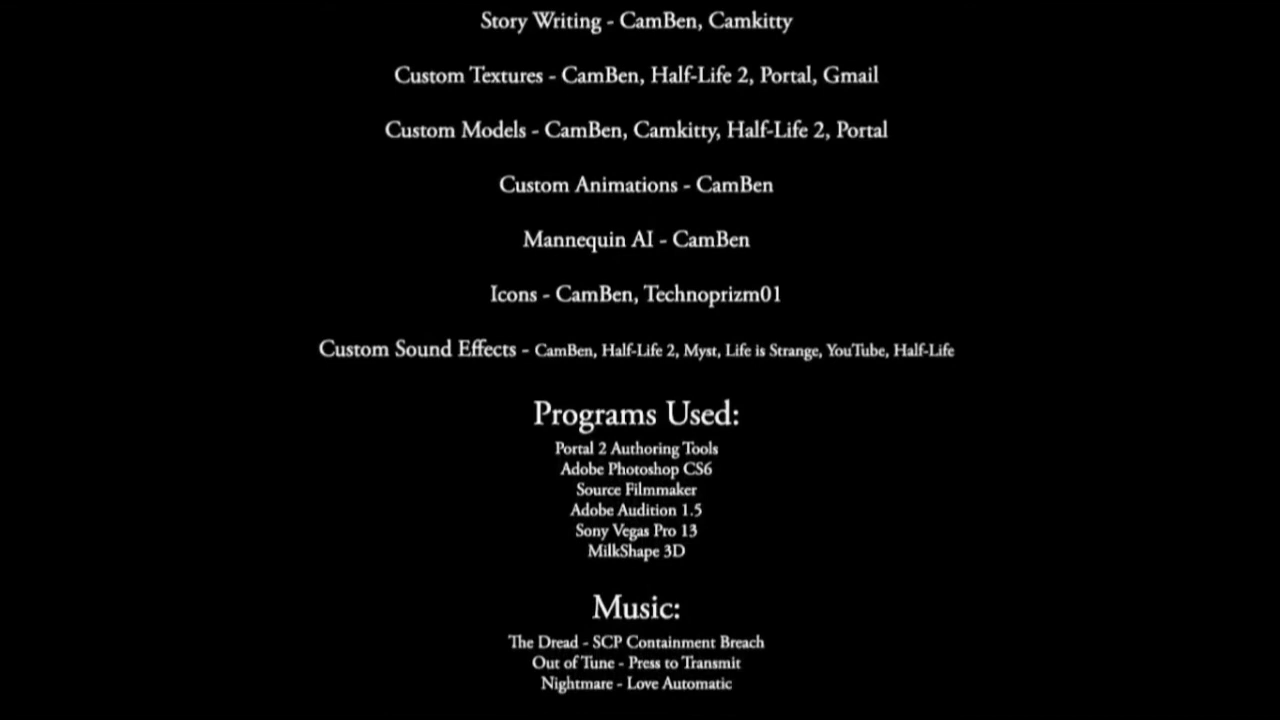 Story Writing - CamBen, Camkitty
Custom Textures - CamBen, Half-Life 2, Portal, Gmail
Custom Models - CamBen, Camkitty, Half-Life 2, Portal
Custom Animations - CamBen
Mannequin AI - CamBen
Icons - CamBen, Technoprizm01
Custom Sound Effects - CamBen, Half-Life 2, Myst, Life is Strange, YouTube, Half-Life
Programs Used:
Portal 2 Authoring Tools
Adobe Photoshop CS6
Source Filmmaker
Adobe Audition 1.5
Sony Vegas Pro 13
MilkShape 3D
Music:
The Dread - SCP Containment Breach
Out of Tune - Press to Transmit
Nightmare - Love Automatic